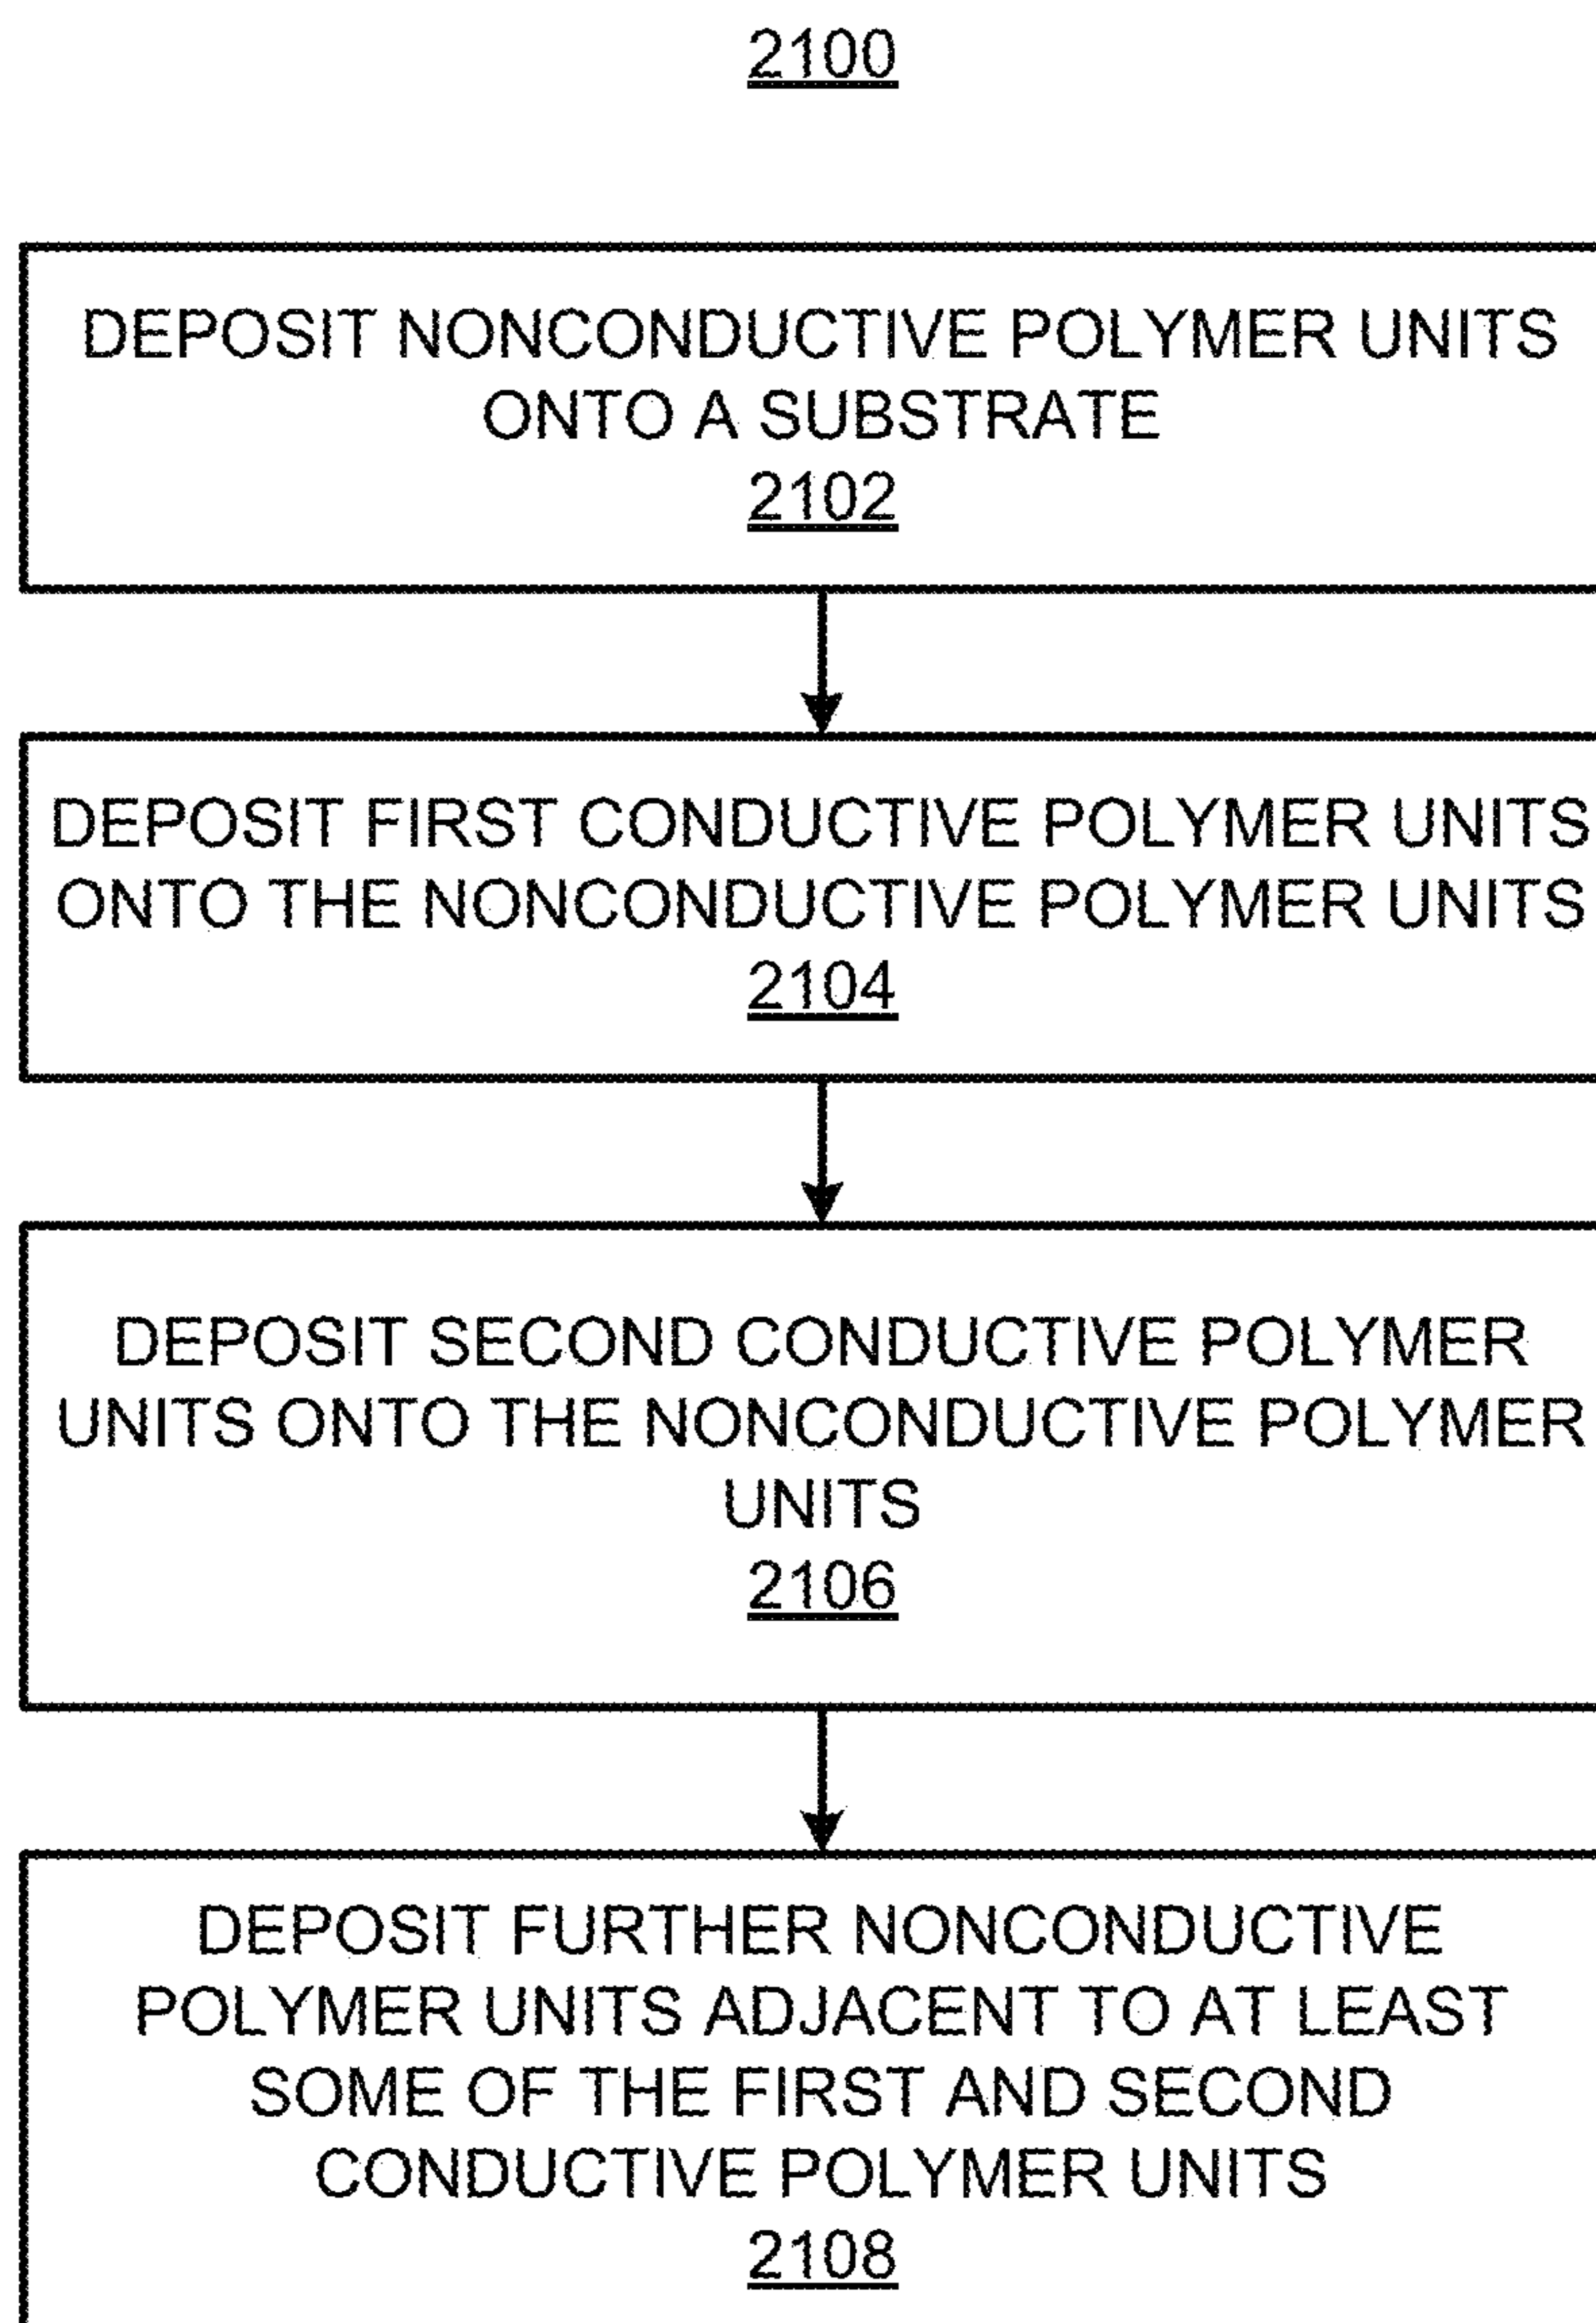 2100
DEPOSIT NONCONDUCTIVE POLYMER UNITS
ONTO A SUBSTRATE
2102
DEPOSIT FIRST CONDUCTIVE POLYMER UNITS
ONTO THE NONCONDUCTIVE POLYMER UNITS
2104
DEPOSIT SECOND CONDUCTIVE POLYMER
UNITS ONTO THE NONCONDUCTIVE POLYMER
UNITS
2106
DEPOSIT FURTHER NONCONDUCTIVE
POLYMER UNITS ADJACENT TO AT LEAST
SOME OF THE FIRST AND SECOND
CONDUCTIVE POLYMER UNITS
2108